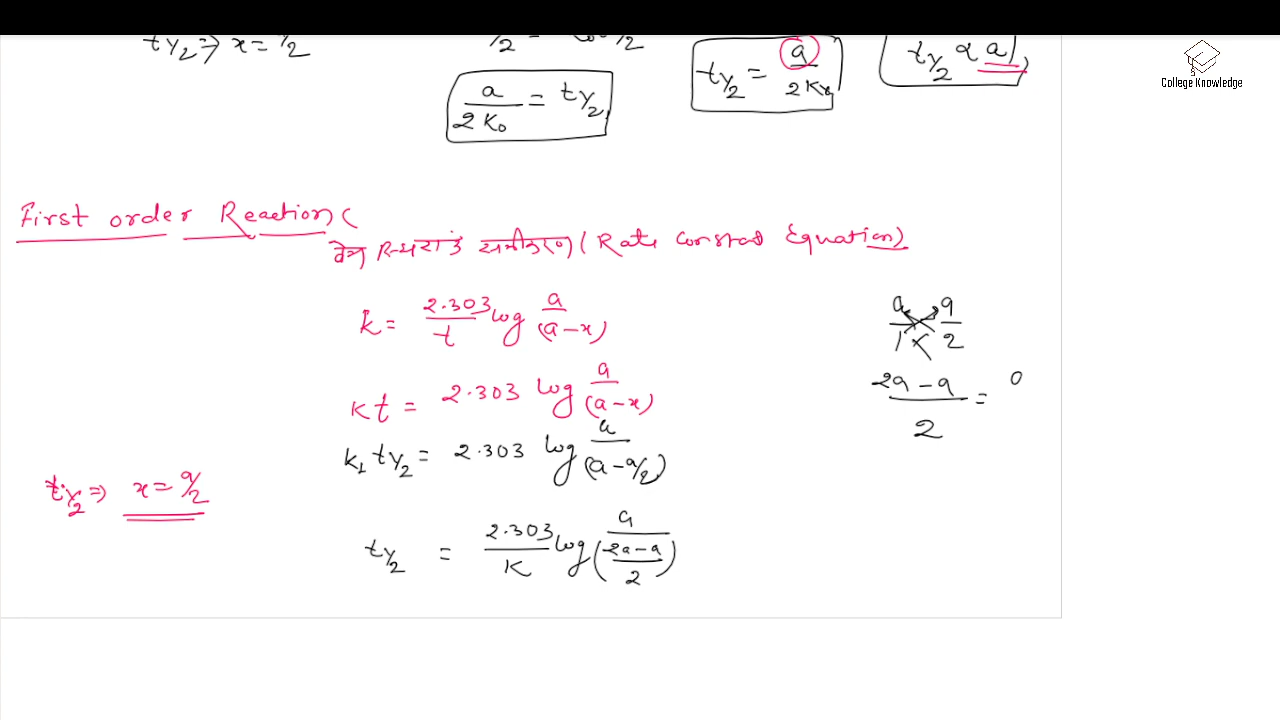 t1/2 ⇒ x = a/2
a/2K₀ = t1/2
t1/2 = a/2K₀
t1/2 ∝ a
College Knowledge
First order Reaction (
वेग स्थिरांक समीकरण (Rate constant Equation)
k = 2.303/t log a/(a-x)
a/1 - a/2
kt = 2.303 log a/(a-x)
2a-a/2 =
k₁ t1/2 = 2.303 log a/(a-a/2)
t1/2 ⇒ x = a/2
t1/2 = 2.303/K log a/(2a-a/2)